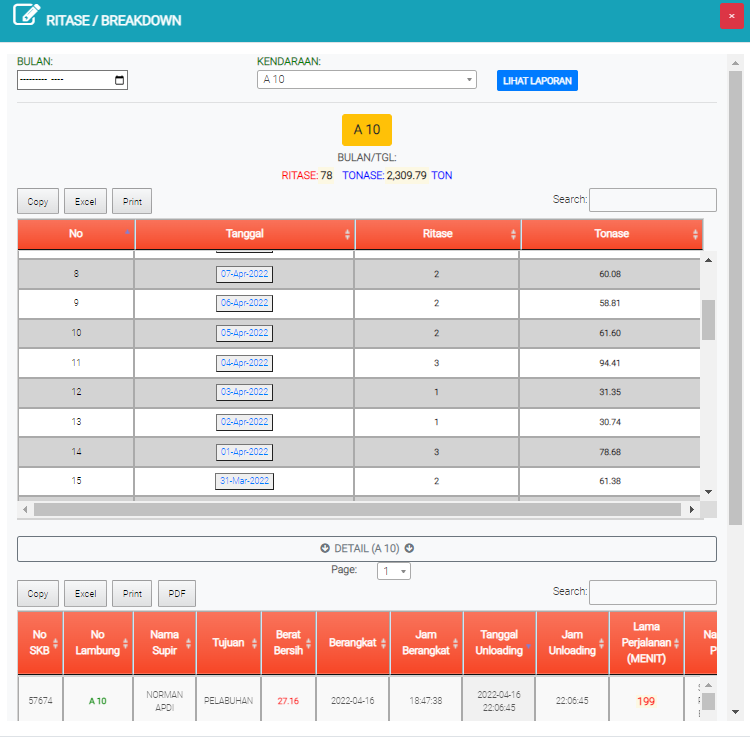 RITASE / BREAKDOWN
×
BULAN:
KENDARAAN:
--------- ----
A 10
LIHAT LAPORAN
A 10
BULAN/TGL:
RITASE: 78 TONASE: 2,309.79 TON
Copy Excel Print Search:
No Tanggal Ritase Tonase
8 07-Apr-2022 2 60.08
9 06-Apr-2022 2 58.81
10 05-Apr-2022 2 61.60
11 04-Apr-2022 3 94.41
12 03-Apr-2022 1 31.35
13 02-Apr-2022 1 30.74
14 01-Apr-2022 3 78.68
15 31-Mar-2022 2 61.38
DETAIL (A 10)
Page: 1
Copy Excel Print PDF Search:
No SKB No Lambung Nama Supir Tujuan Berat Bersih Berangkat Jam Berangkat Tanggal Unloading Jam Unloading Lama Perjalanan (MENIT)
57674 A 10 NORMAN APDI PELABUHAN 27.16 2022-04-16 18:47:38 2022-04-16 22:06:45 22:06:45 199